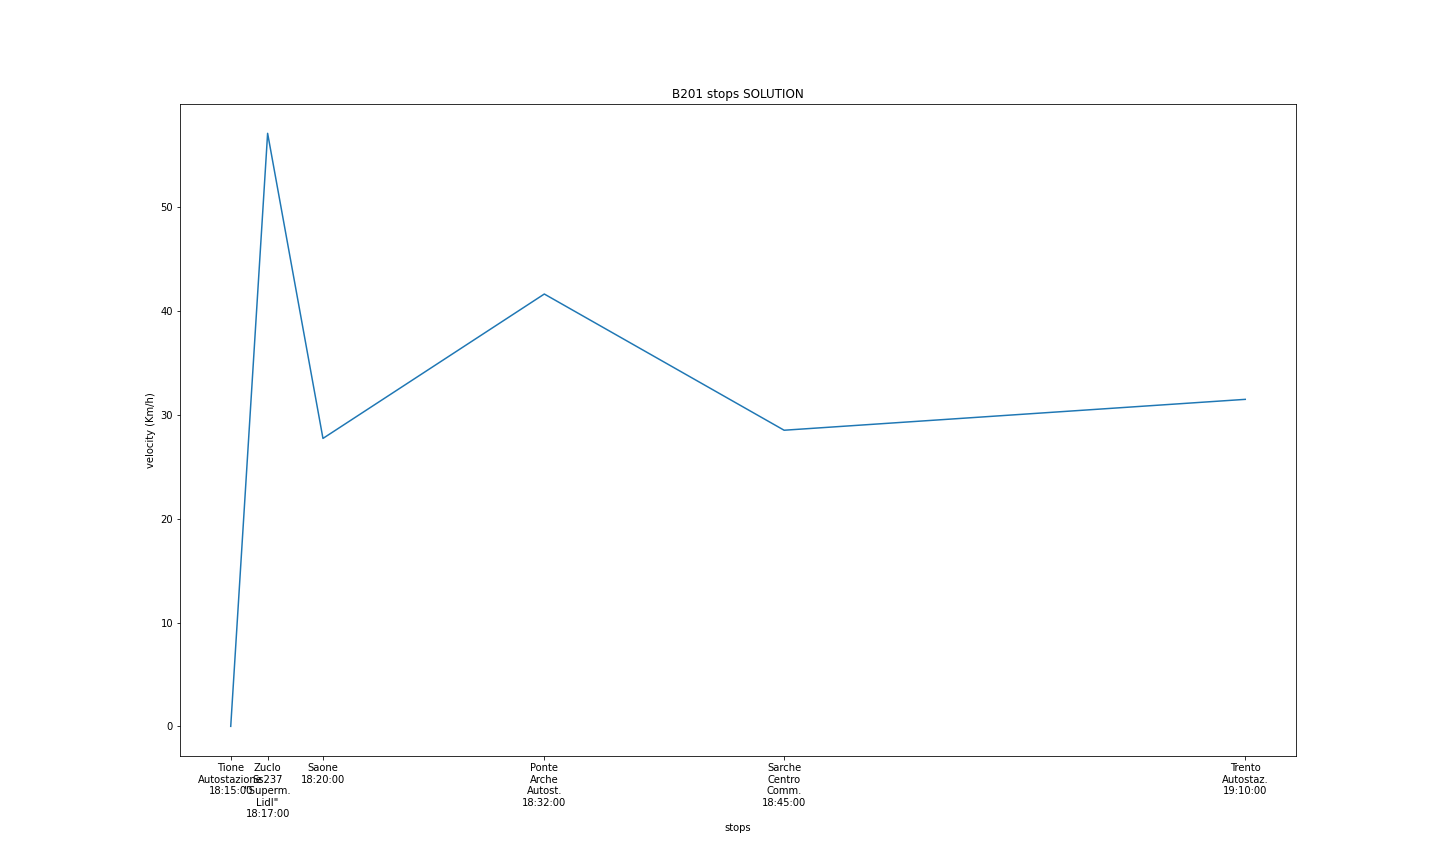 B201 stops SOLUTION
velocity (Km/h)
50
40
30
20
10
0
Tione
Autostazione
18:15:00
Zuclo
S.237
"Superm.
Lidl"
18:17:00
Saone
18:20:00
Ponte
Arche
Autost.
18:32:00
Sarche
Centro
Comm.
18:45:00
Trento
Autostaz.
19:10:00
stops